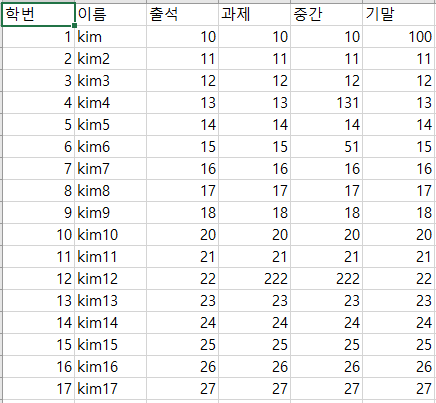 학번 이름 출석 과제 중간 기말
1 kim 10 10 10 100
2 kim2 11 11 11 11
3 kim3 12 12 12 12
4 kim4 13 13 131 13
5 kim5 14 14 14 14
6 kim6 15 15 51 15
7 kim7 16 16 16 16
8 kim8 17 17 17 17
9 kim9 18 18 18 18
10 kim10 20 20 20 20
11 kim11 21 21 21 21
12 kim12 22 222 222 22
13 kim13 23 23 23 23
14 kim14 24 24 24 24
15 kim15 25 25 25 25
16 kim16 26 26 26 26
17 kim17 27 27 27 27